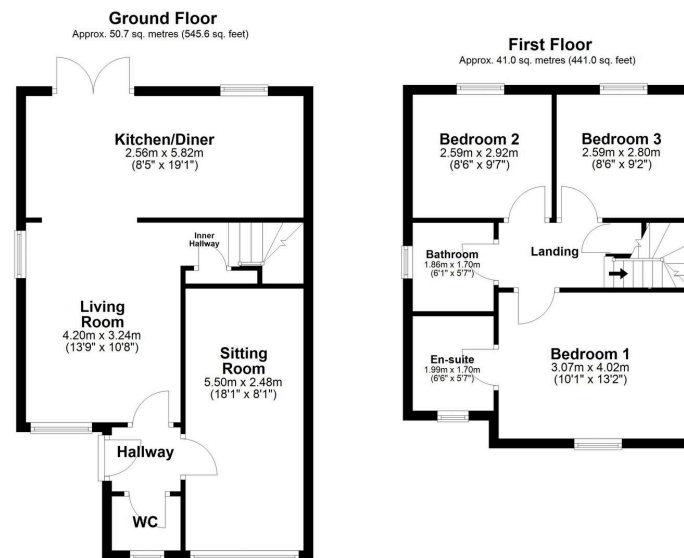 Ground Floor
Approx. 50.7 sq. metres (545.6 sq. feet)
Kitchen/Diner
2.56m x 5.82m
(8'5" x 19'1")
Inner
Hallway
Living
Room
4.20m x 3.24m
(13'9" x 10'8")
Sitting
Room
5.50m x 2.48m
(18'1" x 8'1")
Hallway
WC
First Floor
Approx. 41.0 sq. metres (441.0 sq. feet)
Bedroom 2
2.59m x 2.92m
(8'6" x 9'7")
Bedroom 3
2.59m x 2.80m
(8'6" x 9'2")
Bathroom
1.86m x 1.70m
(6'1" x 5'7")
Landing
En-suite
1.99m x 1.70m
(6'6" x 5'7")
Bedroom 1
3.07m x 4.02m
(10'1" x 13'2")